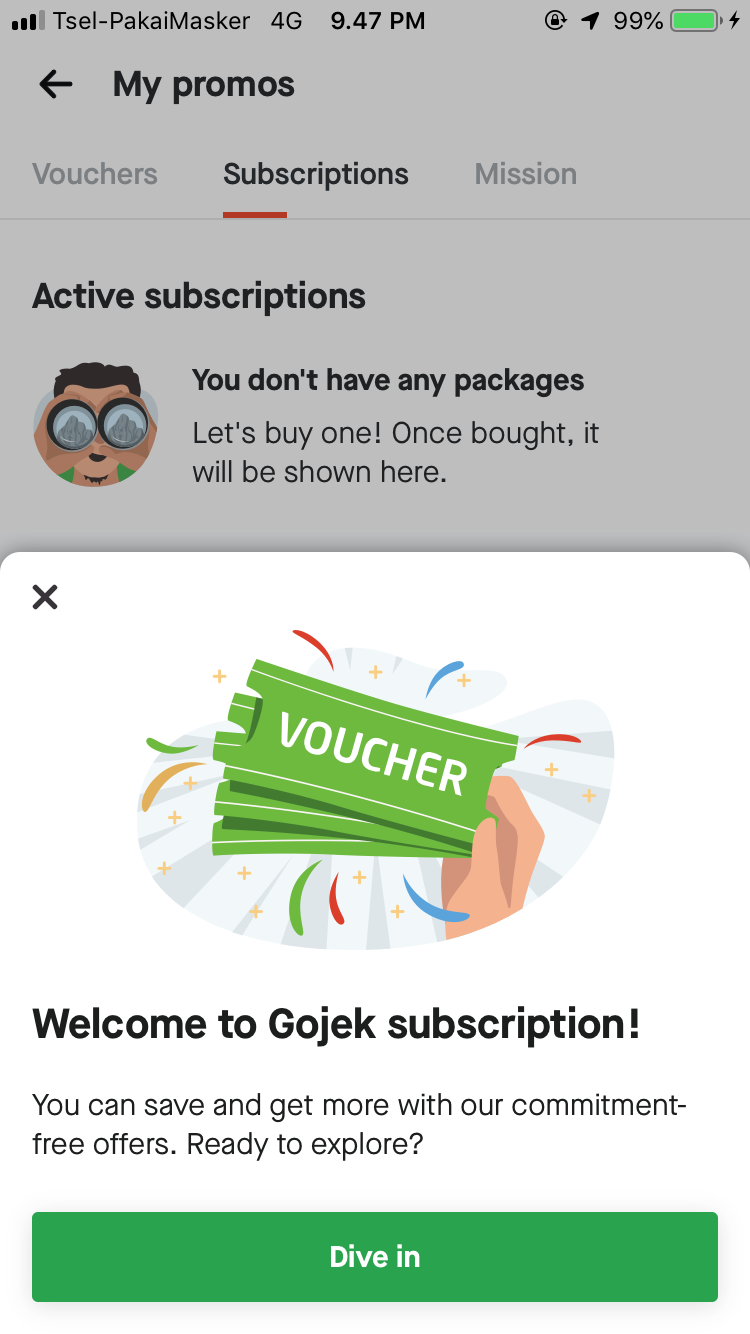 Tsel-PakaiMasker 4G 9.47 PM 99%
My promos
Vouchers Subscriptions Mission
Active subscriptions
You don't have any packages
Let's buy one! Once bought, it
will be shown here.
VOUCHER
Welcome to Gojek subscription!
You can save and get more with our commitment-
free offers. Ready to explore?
Dive in